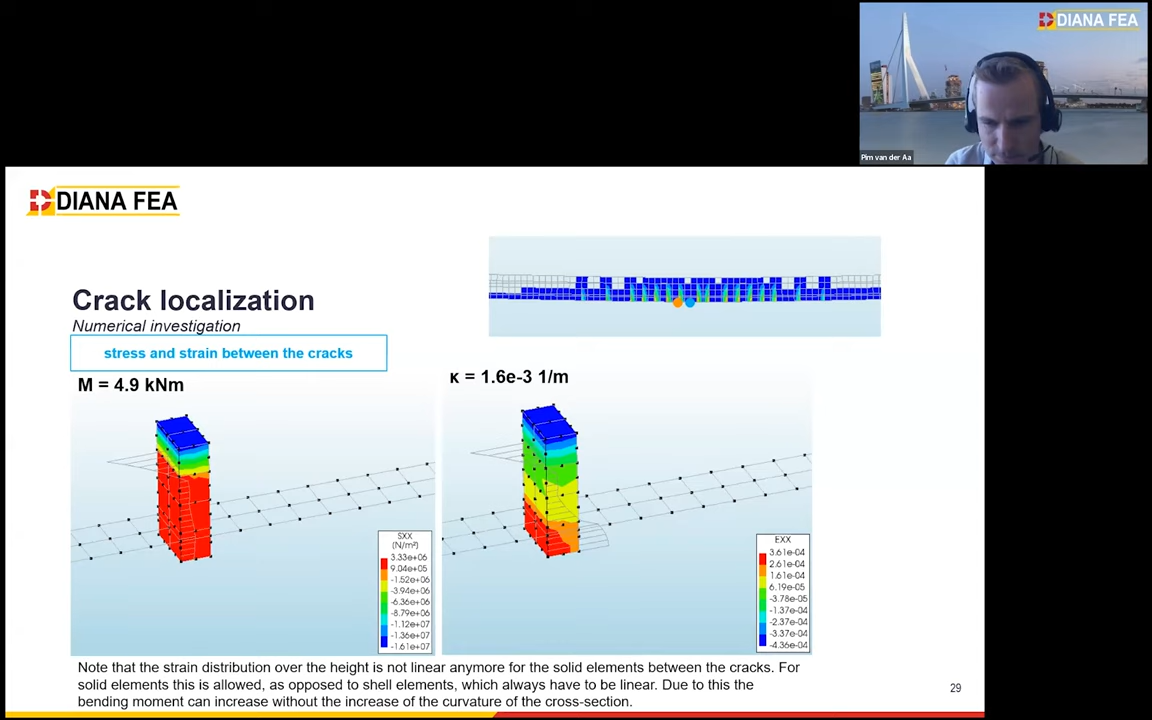 DIANA FEA
Pim van der Aa
DIANA FEA
Crack localization
Numerical investigation
stress and strain between the cracks
M = 4.9 kNm
κ = 1.6e-3 1/m
SXX
(N/m²)
3.33e+06
9.04e+05
-1.52e+06
-3.94e+06
-6.36e+06
-8.79e+06
-1.12e+07
-1.36e+07
-1.61e+07
EXX
3.61e-04
2.61e-04
1.61e-04
6.19e-05
-3.78e-05
-1.37e-04
-2.37e-04
-3.37e-04
-4.36e-04
Note that the strain distribution over the height is not linear anymore for the solid elements between the cracks. For
solid elements this is allowed, as opposed to shell elements, which always have to be linear. Due to this the
bending moment can increase without the increase of the curvature of the cross-section.
29